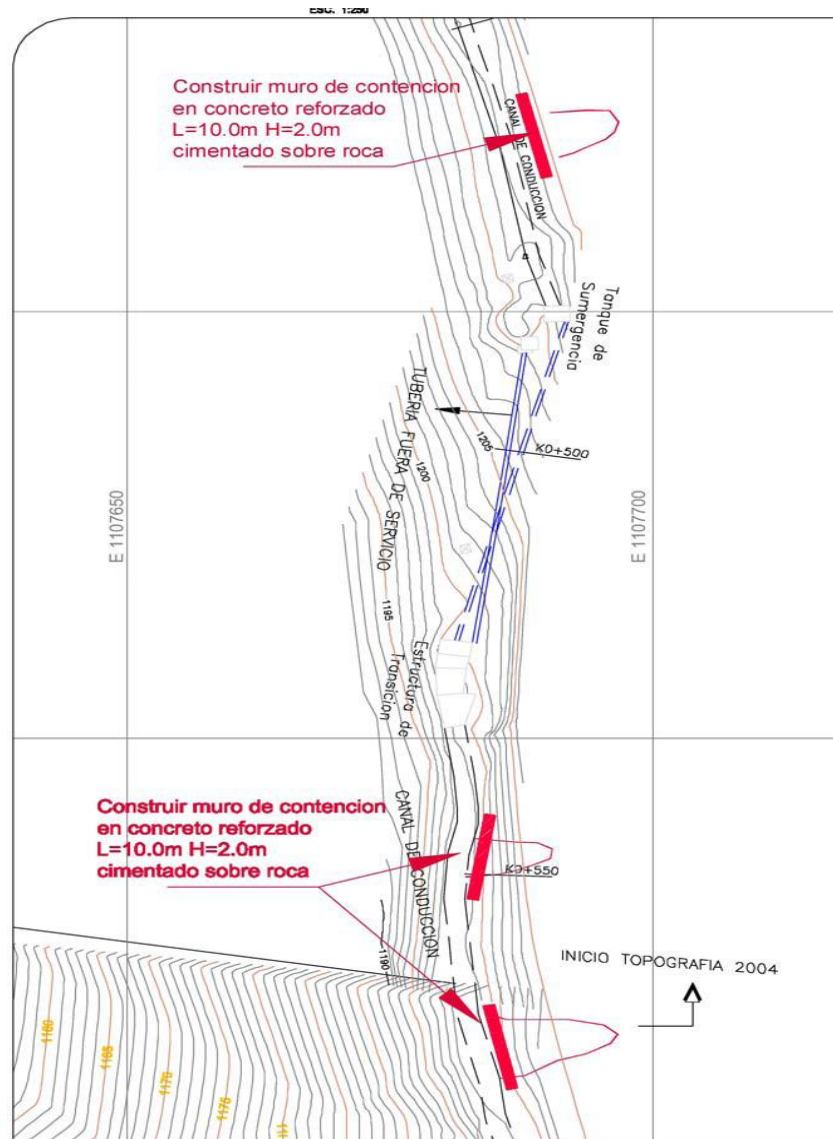 ESC. 1:250
Construir muro de contencion
en concreto reforzado
L=10.0m H=2.0m
cimentado sobre roca
CANAL DE CONDUCCION
Tanque de
Sumergencia
TUBERIA FUERA DE SERVICIO
1205
K0+500
1200
E 1107650
E 1107700
1195
Estructura de
Transicion
Construir muro de contencion
en concreto reforzado
L=10.0m H=2.0m
cimentado sobre roca
CANAL DE CONDUCCION
K0+550
1190
INICIO TOPOGRAFIA 2004
1160
1165
1170
1175